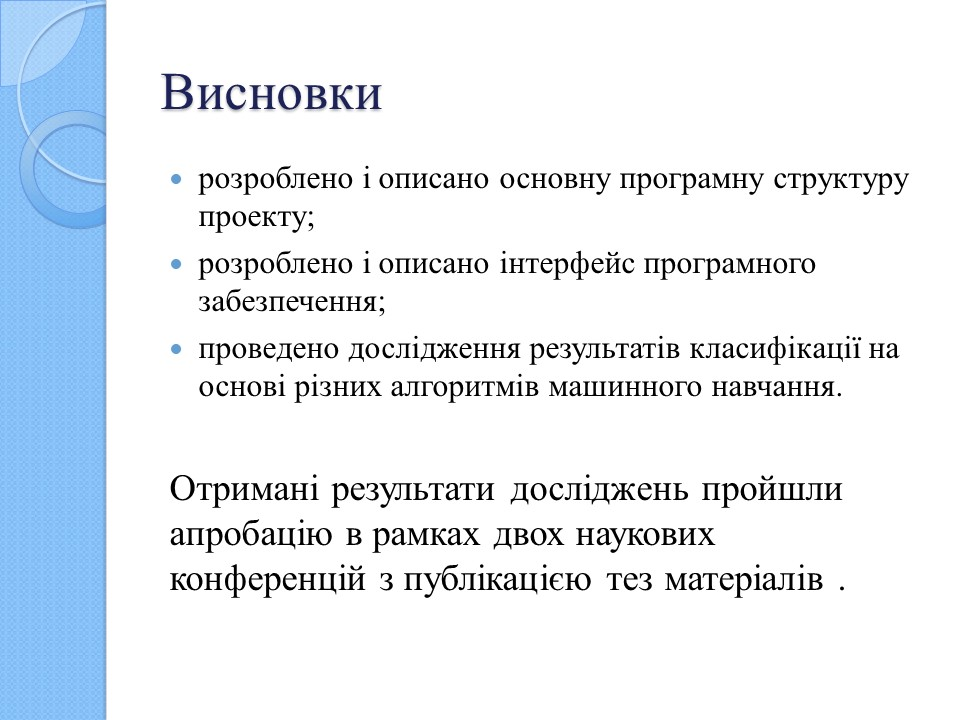 Висновки
розроблено і описано основну програмну структуру
проекту;
розроблено і описано інтерфейс програмного
забезпечення;
проведено дослідження результатів класифікації на
основі різних алгоритмів машинного навчання.
Отримані результати досліджень пройшли
апробацію в рамках двох наукових
конференцій з публікацією тез матеріалів .